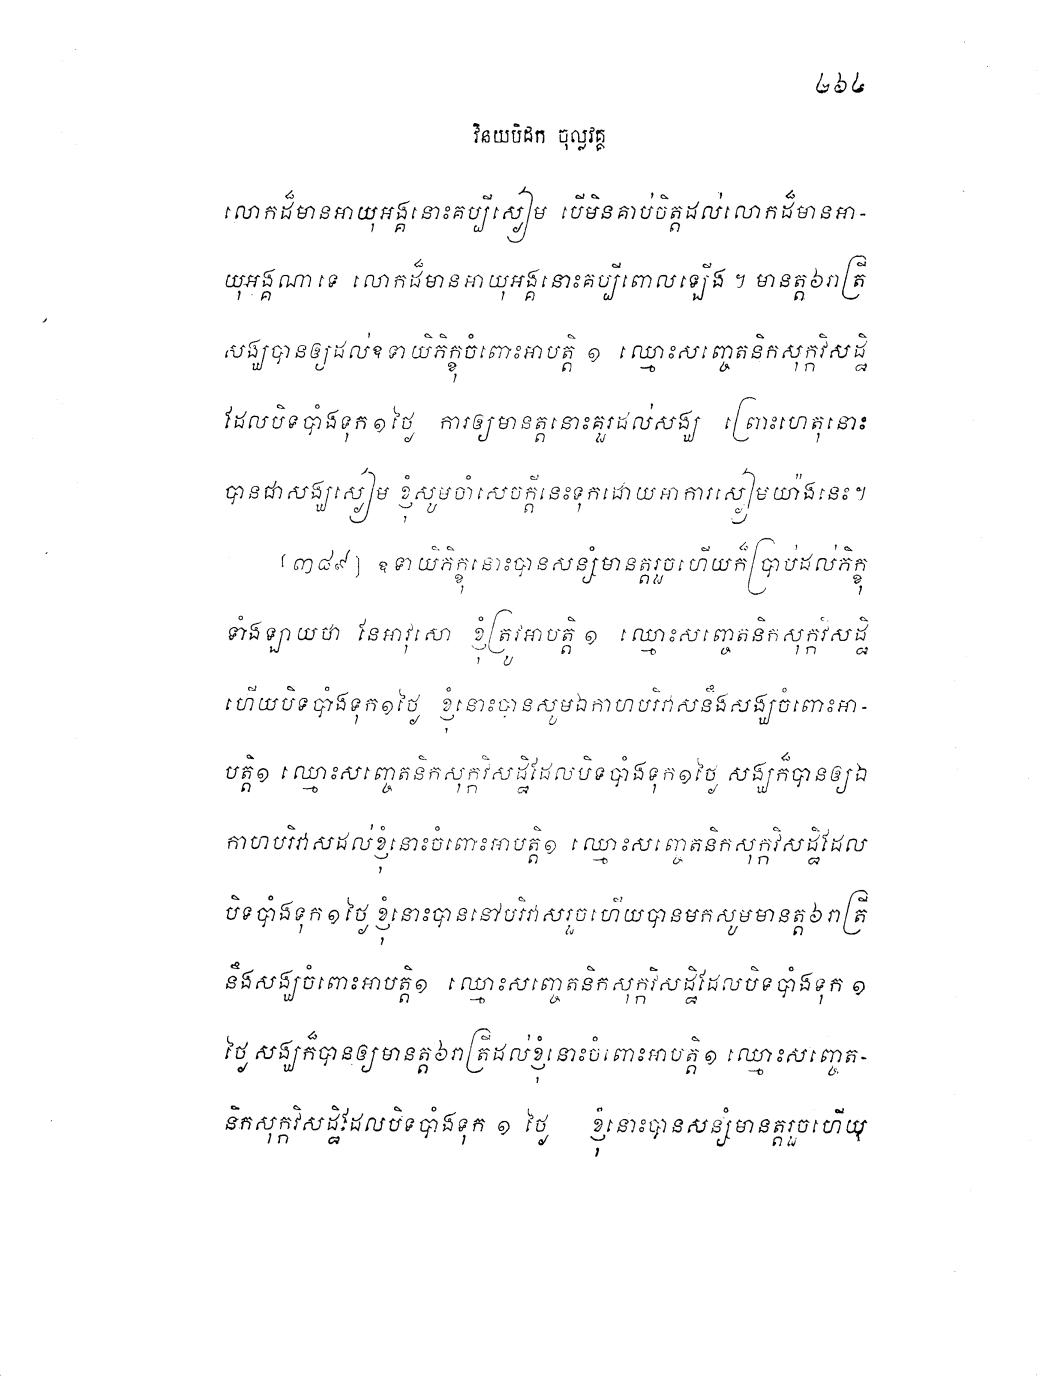 ៤៦៤
វិនយបិដក ចុល្លវគ្គ
លោកដ៏មានអាយុអង្គនោះគប្បីស្ងៀម បើមិនគាប់ចិត្តដល់លោកដ៏មានអា-
យុអង្គណាទេ លោកដ៏មានអាយុអង្គនោះគប្បីពោលឡើង ។ មានត្ត៦រាត្រី
សង្ឃបានឲ្យដល់ឧទាយិភិក្ខុចំពោះអាបត្តិ ១ ឈ្មោះសញ្ចេតនិកសុក្កវិសដ្ឋិ
ដែលបិទបាំងទុក១ថ្ងៃ ការឲ្យមានត្តនោះគួរដល់សង្ឃ ព្រោះហេតុនោះ
បានជាសង្ឃស្ងៀម ខ្ញុំសូមចាំសេចក្តីនេះទុកដោយអាការស្ងៀមយ៉ាងនេះ។
[៣៨៩] ឧទាយិភិក្ខុនោះបានសន្សំមានត្តរួចហើយក៏ប្រាប់ដល់ភិក្ខុ
ទាំងឡាយថា នែអាវុសោ ខ្ញុំត្រូវអាបត្តិ ១ ឈ្មោះសញ្ចេតនិកសុក្កវិសដ្ឋិ
ហើយបិទបាំងទុក១ថ្ងៃ ខ្ញុំនោះបានសូមឯកាហបរិវាសនឹងសង្ឃចំពោះអា-
បត្តិ១ ឈ្មោះសញ្ចេតនិកសុក្កវិសដ្ឋិដែលបិទបាំងទុក១ថ្ងៃ សង្ឃក៏បានឲ្យឯ
កាហបរិវាសដល់ខ្ញុំនោះចំពោះអាបត្តិ១ ឈ្មោះសញ្ចេតនិកសុក្កវិសដ្ឋិដែល
បិទបាំងទុក១ថ្ងៃ ខ្ញុំនោះបាននៅបរិវាសរួចហើយបានមកសូមមានត្ត៦រាត្រី
នឹងសង្ឃចំពោះអាបត្តិ១ ឈ្មោះសញ្ចេតនិកសុក្កវិសដ្ឋិដែលបិទបាំងទុក ១
ថ្ងៃ សង្ឃក៏បានឲ្យមានត្ត៦រាត្រីដល់ខ្ញុំនោះចំពោះអាបត្តិ១ ឈ្មោះសញ្ចេត-
និកសុក្កវិសដ្ឋិដែលបិទបាំងទុក ១ ថ្ងៃ ខ្ញុំនោះបានសន្សំមានត្តរួចហើយ